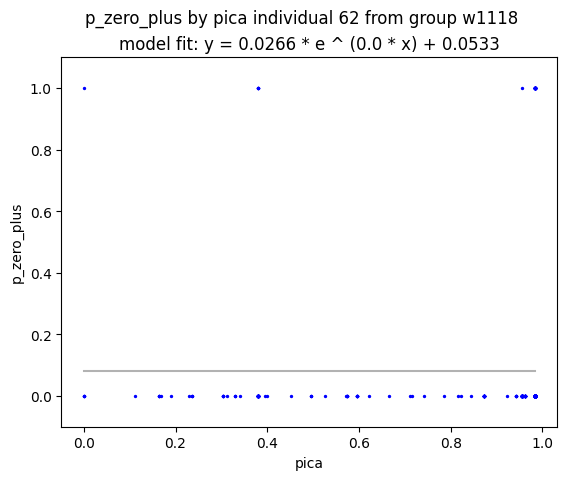 p_zero_plus by pica individual 62 from group w1118
model fit: y = 0.0266 * e ^ (0.0 * x) + 0.0533
1.0
0.8
0.6
0.4
0.2
0.0
p_zero_plus
0.0 0.2 0.4 0.6 0.8 1.0
pica